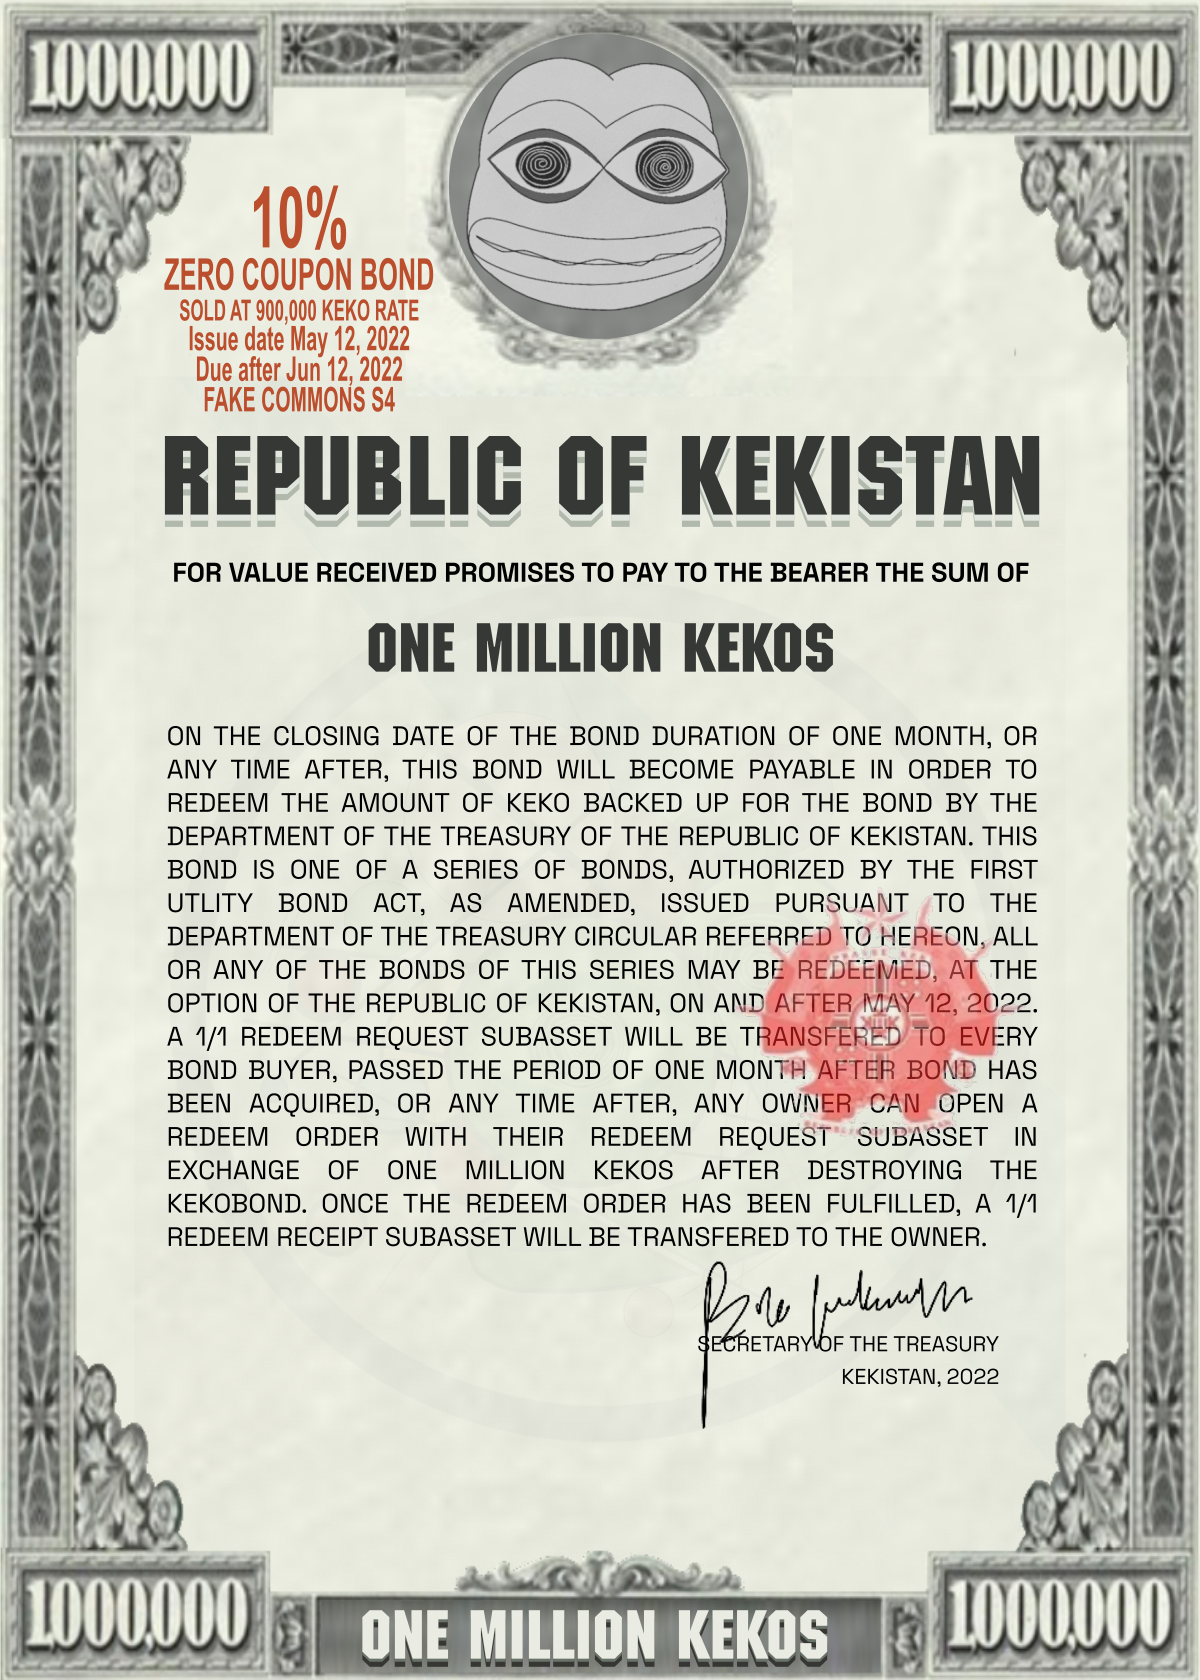 1,000,000
1,000,000
10%
ZERO COUPON BOND
SOLD AT 900,000 KEKO RATE
Issue date May 12, 2022
Due after Jun 12, 2022
FAKE COMMONS S4
REPUBLIC OF KEKISTAN
FOR VALUE RECEIVED PROMISES TO PAY TO THE BEARER THE SUM OF
ONE MILLION KEKOS
ON THE CLOSING DATE OF THE BOND DURATION OF ONE MONTH, OR
ANY TIME AFTER, THIS BOND WILL BECOME PAYABLE IN ORDER TO
REDEEM THE AMOUNT OF KEKO BACKED UP FOR THE BOND BY THE
DEPARTMENT OF THE TREASURY OF THE REPUBLIC OF KEKISTAN. THIS
BOND IS ONE OF A SERIES OF BONDS, AUTHORIZED BY THE FIRST
UTLITY BOND ACT, AS AMENDED, ISSUED PURSUANT TO THE
DEPARTMENT OF THE TREASURY CIRCULAR REFERRED TO HEREON, ALL
OR ANY OF THE BONDS OF THIS SERIES MAY BE REDEEMED, AT THE
OPTION OF THE REPUBLIC OF KEKISTAN, ON AND AFTER MAY 12, 2022.
A 1/1 REDEEM REQUEST SUBASSET WILL BE TRANSFERED TO EVERY
BOND BUYER, PASSED THE PERIOD OF ONE MONTH AFTER BOND HAS
BEEN ACQUIRED, OR ANY TIME AFTER, ANY OWNER CAN OPEN A
REDEEM ORDER WITH THEIR REDEEM REQUEST SUBASSET IN
EXCHANGE OF ONE MILLION KEKOS AFTER DESTROYING THE
KEKOBOND. ONCE THE REDEEM ORDER HAS BEEN FULFILLED, A 1/1
REDEEM RECEIPT SUBASSET WILL BE TRANSFERED TO THE OWNER.
SECRETARY OF THE TREASURY
KEKISTAN, 2022
1,000,000
ONE MILLION KEKOS
1,000,000